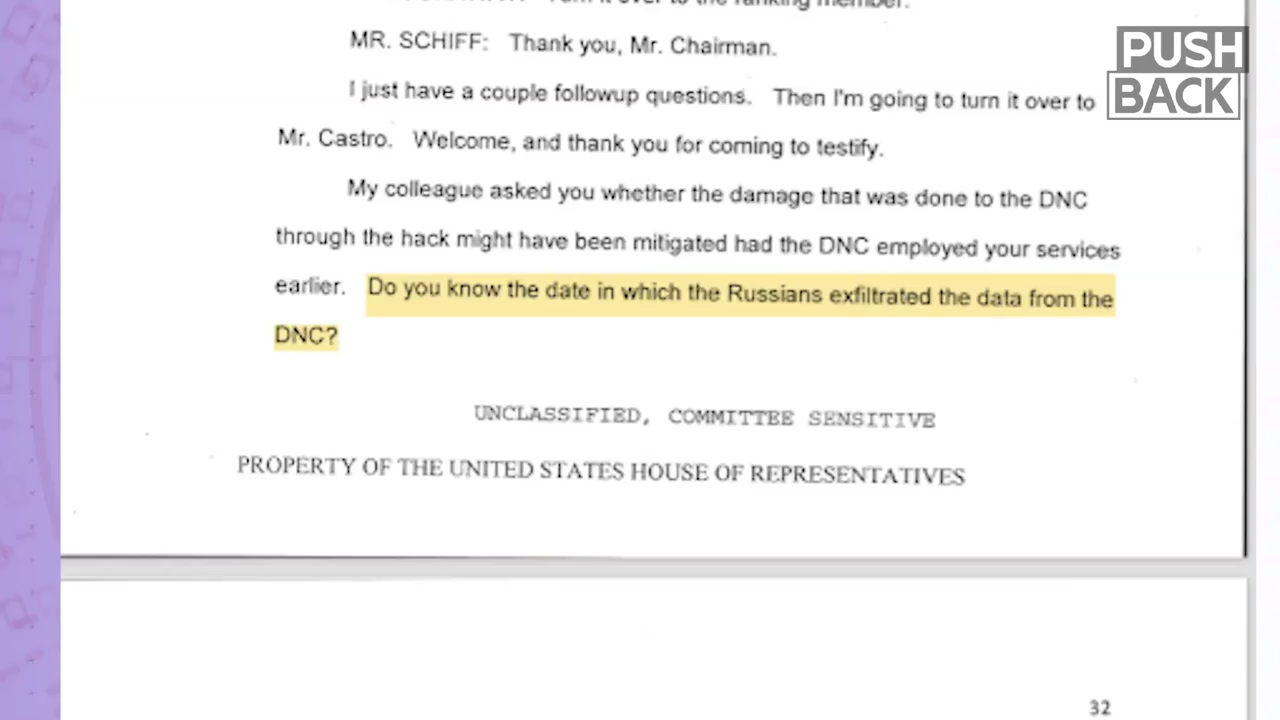 PUSH
BACK
MR. SCHIFF: Thank you, Mr. Chairman.
I just have a couple followup questions. Then I'm going to turn it over to
Mr. Castro. Welcome, and thank you for coming to testify.
My colleague asked you whether the damage that was done to the DNC
through the hack might have been mitigated had the DNC employed your services
earlier. Do you know the date in which the Russians exfiltrated the data from the
DNC?
UNCLASSIFIED, COMMITTEE SENSITIVE
PROPERTY OF THE UNITED STATES HOUSE OF REPRESENTATIVES
32